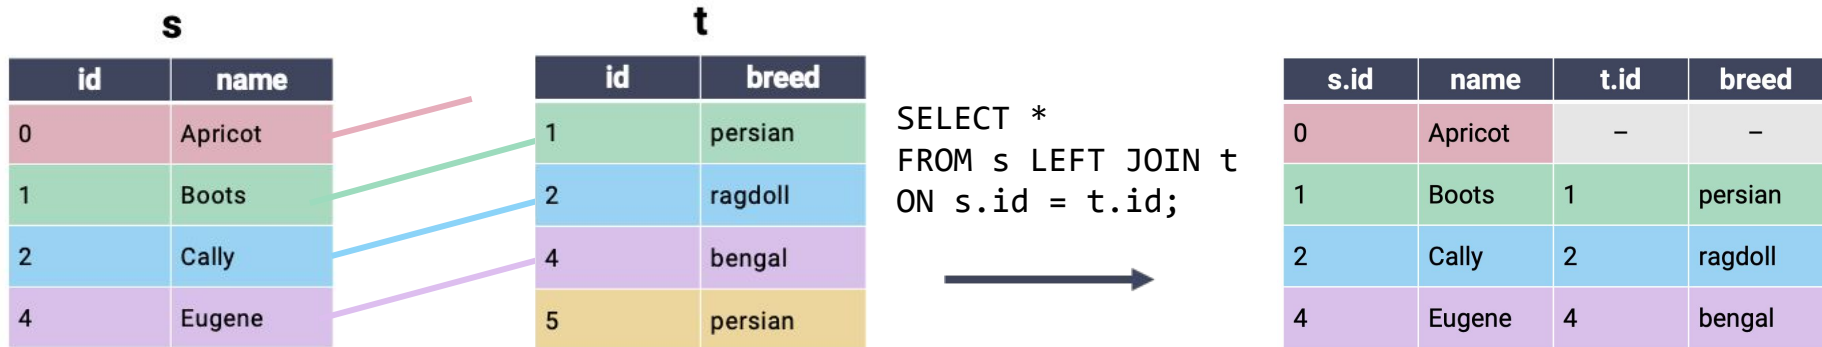 s
id name
0 Apricot
1 Boots
2 Cally
4 Eugene
t
id breed
1 persian
2 ragdoll
4 bengal
5 persian
SELECT *
FROM s LEFT JOIN t
ON s.id = t.id;
s.id name t.id breed
0 Apricot – –
1 Boots 1 persian
2 Cally 2 ragdoll
4 Eugene 4 bengal